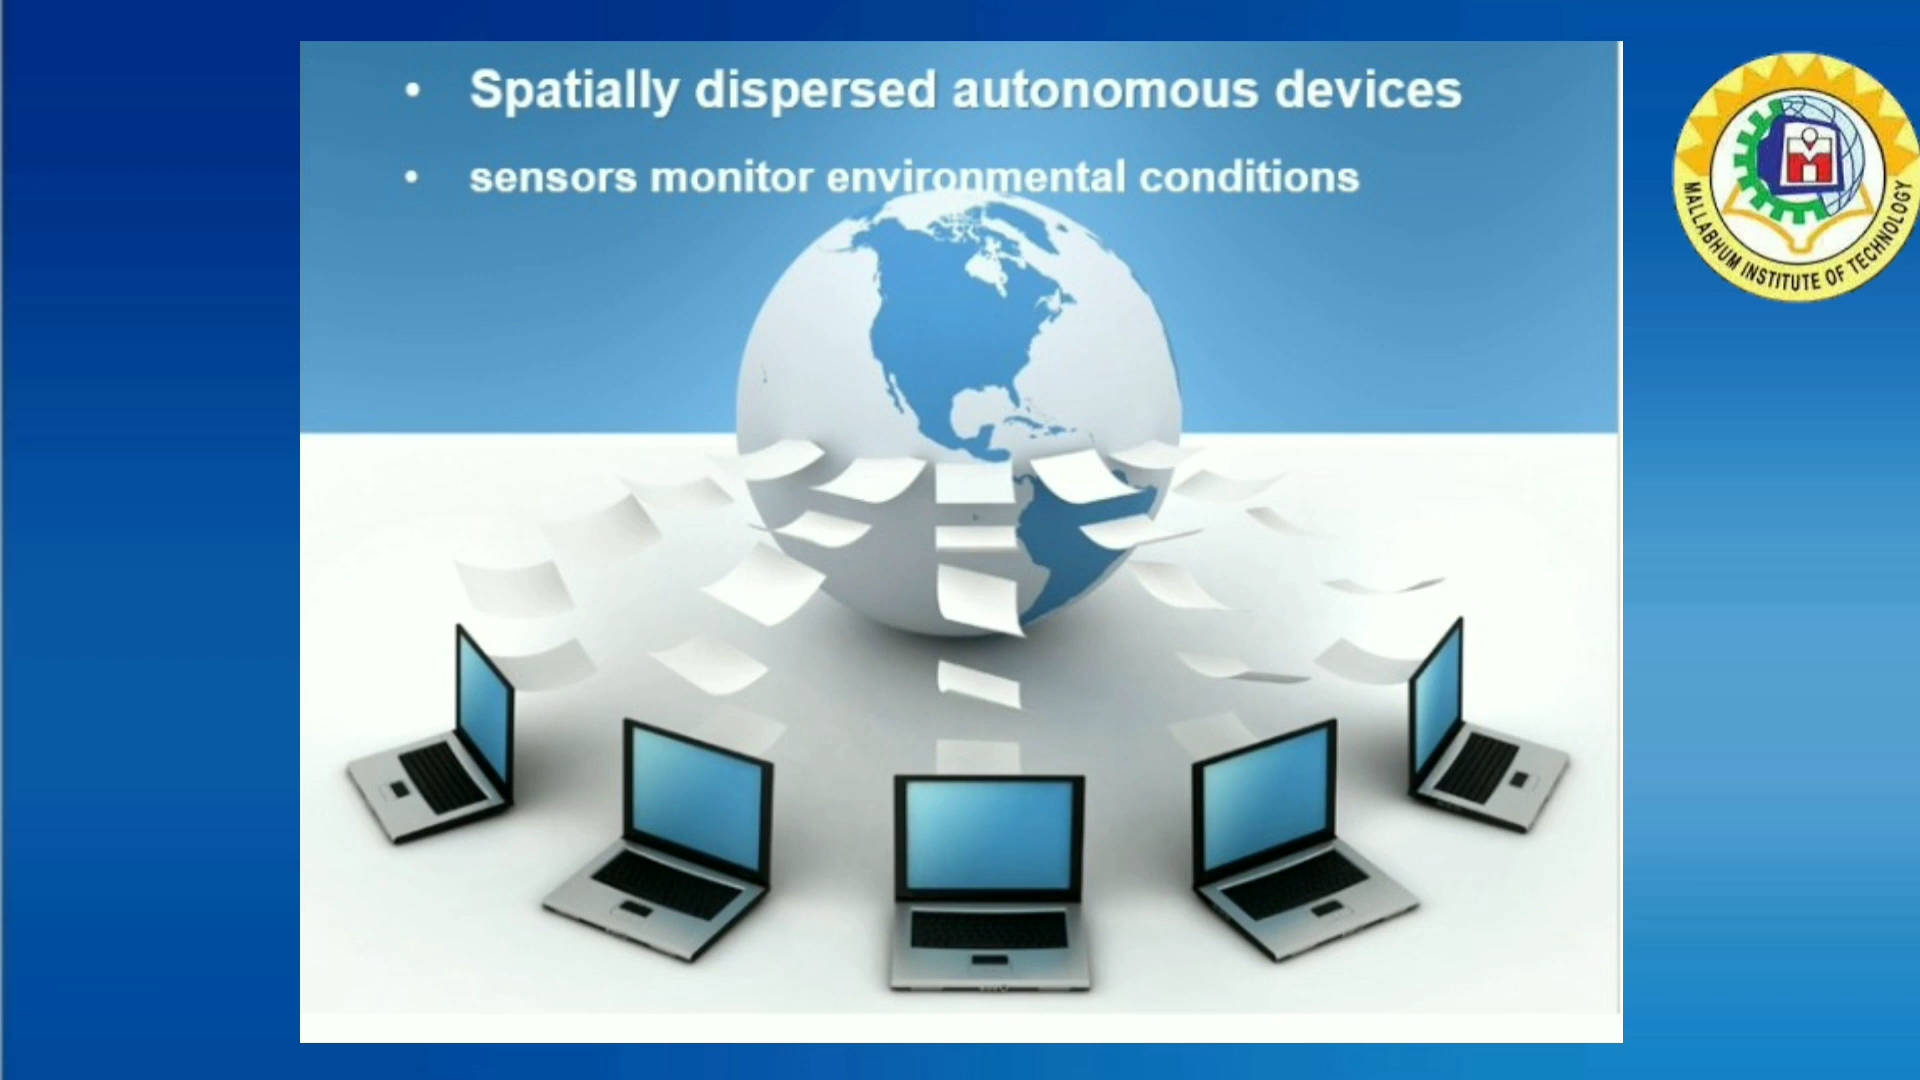 • Spatially dispersed autonomous devices
• sensors monitor environmental conditions
MALLABHUM INSTITUTE OF TECHNOLOGY